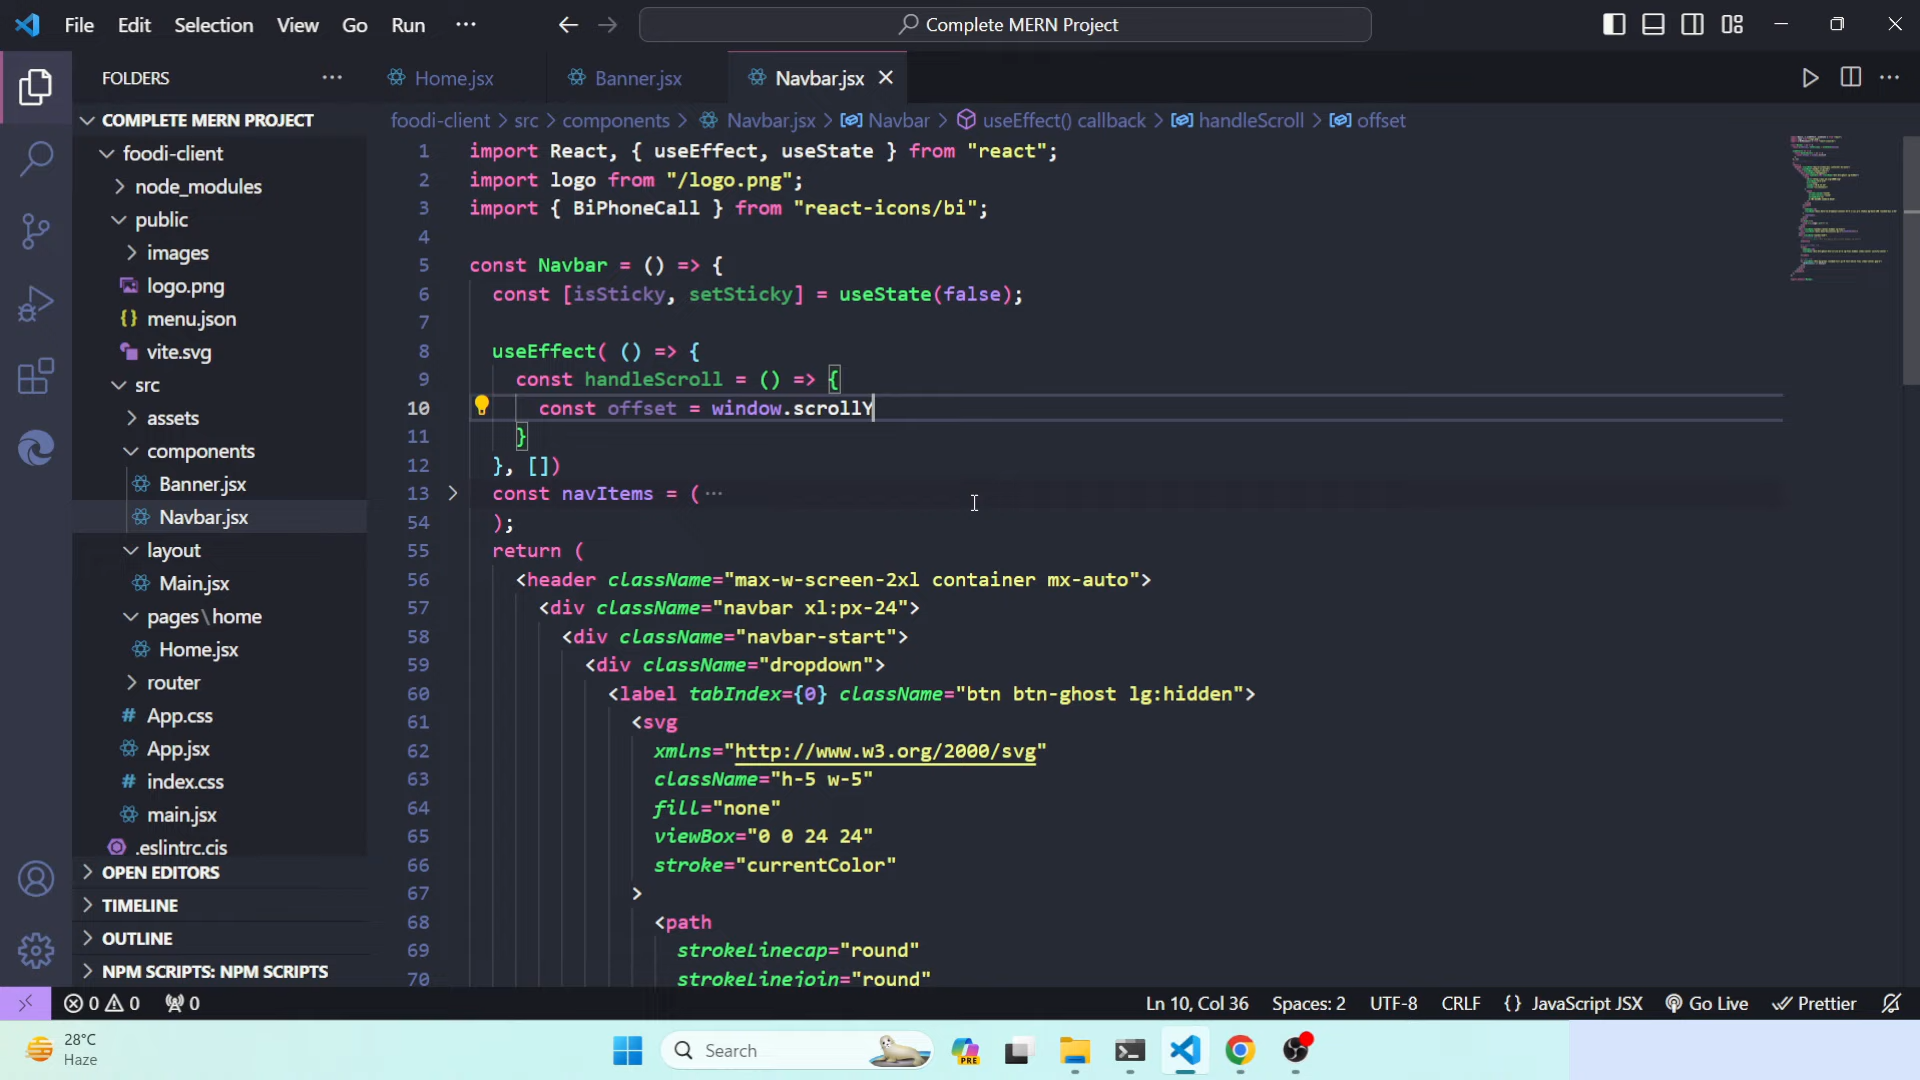 File Edit Selection View Go Run ··· Complete MERN Project
FOLDERS ···
Home.jsx Banner.jsx Navbar.jsx
COMPLETE MERN PROJECT
foodi-client
node_modules
public
images
logo.png
menu.json
vite.svg
src
assets
components
Banner.jsx
Navbar.jsx
layout
Main.jsx
pages\home
Home.jsx
router
App.css
App.jsx
index.css
main.jsx
.eslintrc.cjs
OPEN EDITORS
TIMELINE
OUTLINE
NPM SCRIPTS: NPM SCRIPTS
foodi-client > src > components > Navbar.jsx > Navbar > useEffect() callback > handleScroll > offset
1 import React, { useEffect, useState } from "react";
2 import logo from "/logo.png";
3 import { BiPhoneCall } from "react-icons/bi";
4
5 const Navbar = () => {
6 const [isSticky, setSticky] = useState(false);
7
8 useEffect( () => {
9 const handleScroll = () => {
10 const offset = window.scrollY
11 }
12 }, [])
13 const navItems = ( ···
54 );
55 return (
56 <header className="max-w-screen-2xl container mx-auto">
57 <div className="navbar xl:px-24">
58 <div className="navbar-start">
59 <div className="dropdown">
60 <label tabIndex={0} className="btn btn-ghost lg:hidden">
61 <svg
62 xmlns="http://www.w3.org/2000/svg"
63 className="h-5 w-5"
64 fill="none"
65 viewBox="0 0 24 24"
66 stroke="currentColor"
67 >
68 <path
69 strokeLinecap="round"
70 strokeLinejoin="round"
0 0 0 Ln 10, Col 36 Spaces: 2 UTF-8 CRLF {} JavaScript JSX Go Live Prettier
28°C
Haze
Search
PRE